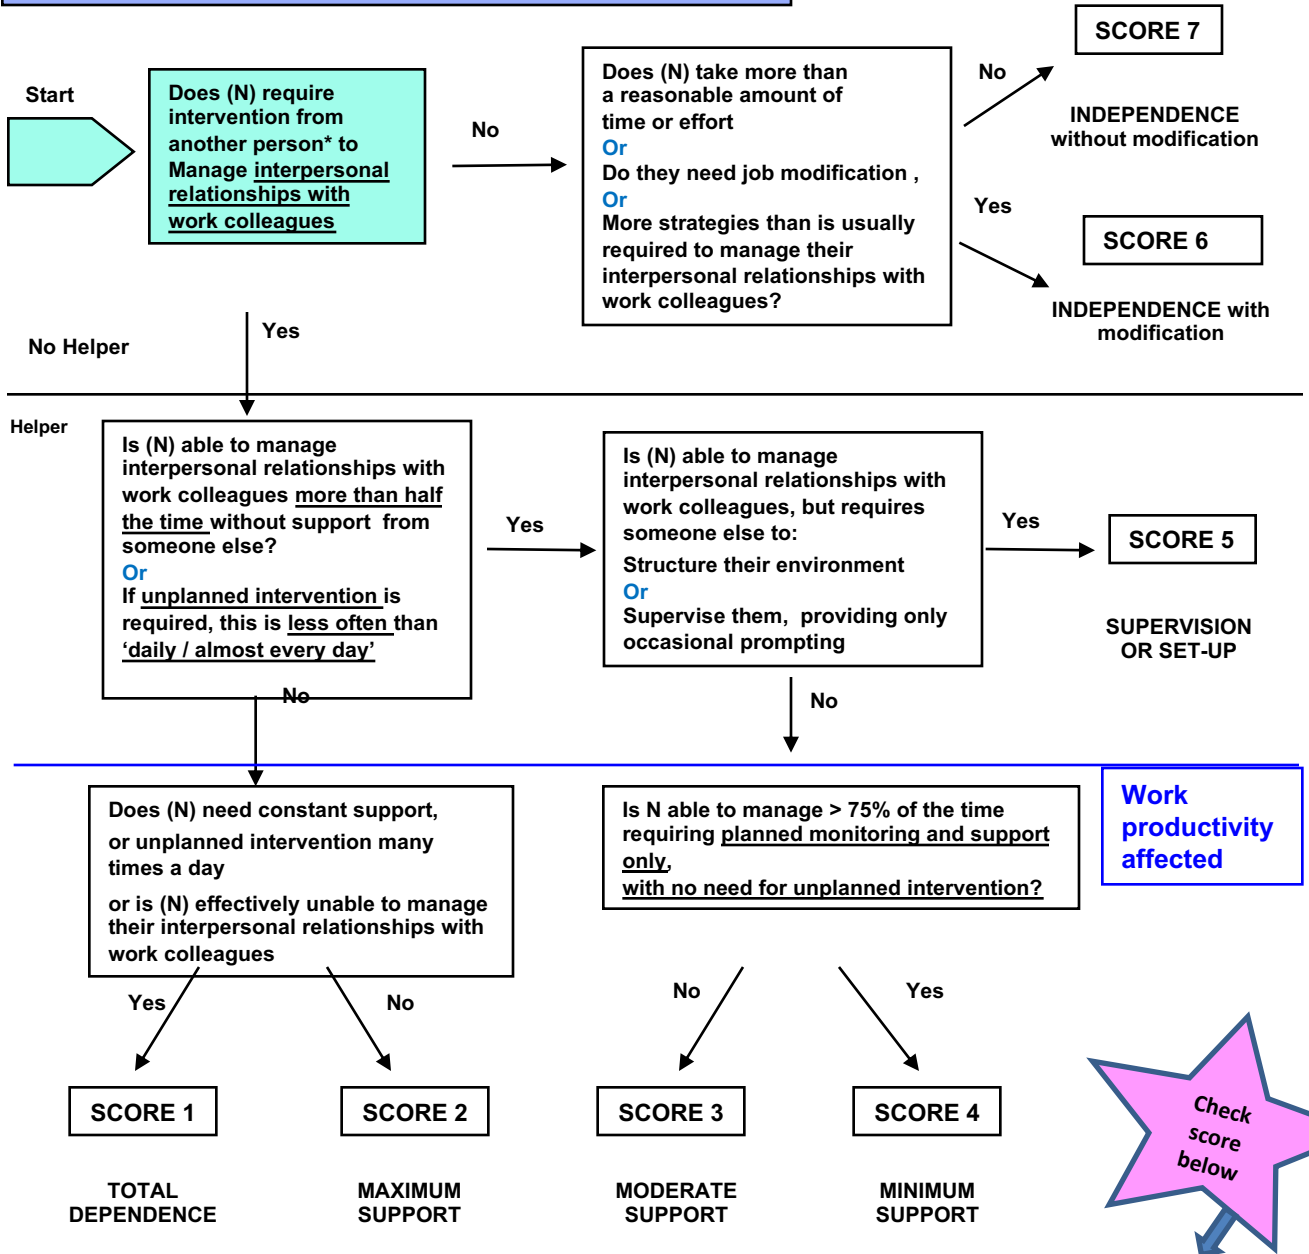 SCORE 7
Start
Does (N) require
intervention from
another person* to
Manage interpersonal
relationships with
work colleagues
No
Does (N) take more than
a reasonable amount of
time or effort
Or
Do they need job modification ,
Or
More strategies than is usually
required to manage their
interpersonal relationships with
work colleagues?
No
INDEPENDENCE
without modification
Yes
SCORE 6
INDEPENDENCE with
modification
No Helper
Yes
Helper
Is (N) able to manage
interpersonal relationships with
work colleagues more than half
the time without support from
someone else?
Or
If unplanned intervention is
required, this is less often than
‘daily / almost every day’
Yes
Is (N) able to manage
interpersonal relationships with
work colleagues, but requires
someone else to:
Structure their environment
Or
Supervise them, providing only
occasional prompting
Yes
SCORE 5
SUPERVISION
OR SET-UP
No
No
Does (N) need constant support,
or unplanned intervention many
times a day
or is (N) effectively unable to manage
their interpersonal relationships with
work colleagues
Is N able to manage > 75% of the time
requiring planned monitoring and support
only,
with no need for unplanned intervention?
Work
productivity
affected
Yes
No
No
Yes
SCORE 1
SCORE 2
SCORE 3
SCORE 4
Check
score
below
TOTAL
DEPENDENCE
MAXIMUM
SUPPORT
MODERATE
SUPPORT
MINIMUM
SUPPORT